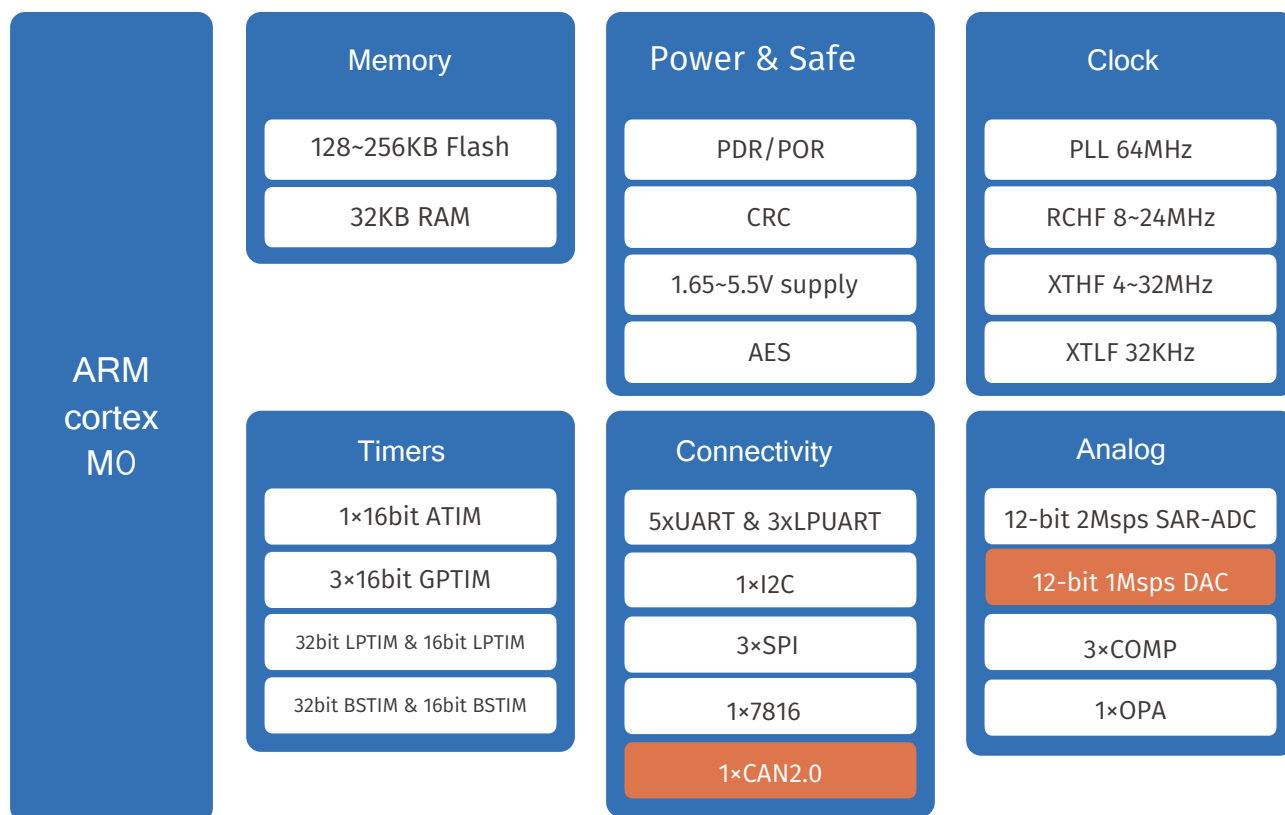 ARM
cortex
M0
Memory
128~256KB Flash
32KB RAM
Power & Safe
PDR/POR
CRC
1.65~5.5V supply
AES
Clock
PLL 64MHz
RCHF 8~24MHz
XTHF 4~32MHz
XTLF 32KHz
Timers
1×16bit ATIM
3×16bit GPTIM
32bit LPTIM & 16bit LPTIM
32bit BSTIM & 16bit BSTIM
Connectivity
5xUART & 3xLPUART
1×I2C
3×SPI
1×7816
1×CAN2.0
Analog
12-bit 2Msps SAR-ADC
12-bit 1Msps DAC
3×COMP
1×OPA